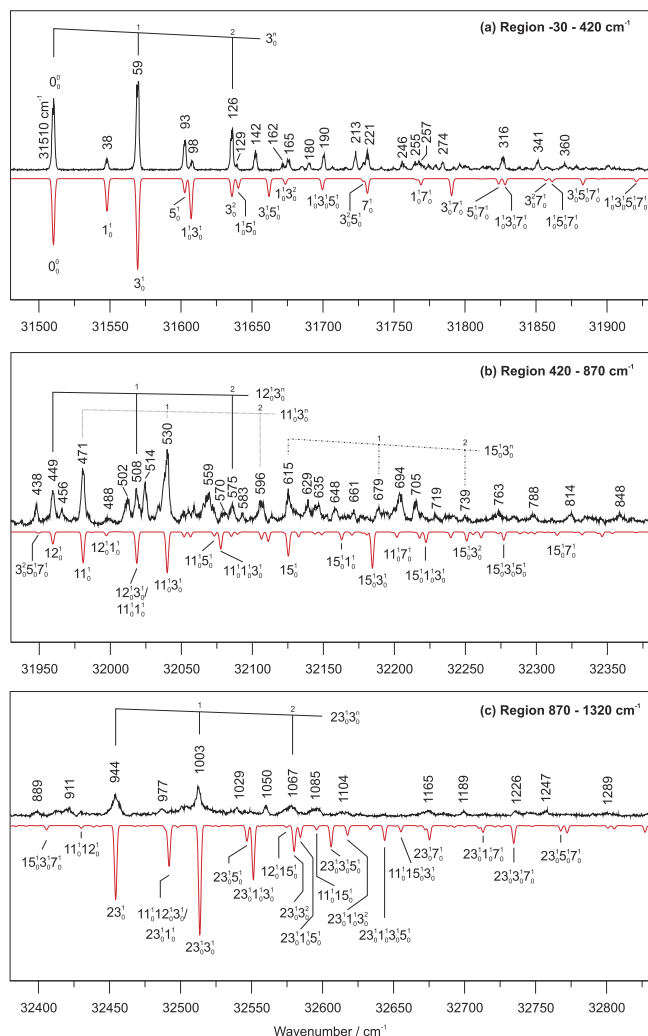 (a) Region -30 - 420 cm⁻¹
1 2 3₀ⁿ
0₀⁰ 59 126
31510 cm⁻¹ 38 93 98 129 142 162 165 180 190 213 221 246 255 257 274 316 341 360
0₀⁰ 1₀¹ 3₀¹ 5₀¹ 1₀¹3₀¹ 3₀² 1₀¹5₀¹ 3₀¹5₀¹ 1₀¹3₀² 1₀¹3₀¹5₀¹ 3₀²5₀¹ 7₀¹ 1₀¹7₀¹ 3₀¹7₀¹ 5₀¹7₀¹ 1₀¹3₀¹7₀¹ 3₀²7₀¹ 1₀¹5₀¹7₀¹ 3₀¹5₀¹7₀¹ 1₀¹3₀¹5₀¹7₀¹
31500 31550 31600 31650 31700 31750 31800 31850 31900
(b) Region 420 - 870 cm⁻¹
1 2 12₀¹3₀ⁿ
1 2 11₀¹3₀ⁿ
1 2 15₀¹3₀ⁿ
438 449 456 471 488 502 508 514 530 559 570 575 583 596 615 629 635 648 661 679 694 705 719 739 763 788 814 848
3₀²5₀¹7₀¹ 12₀¹ 11₀¹ 12₀¹1₀¹ 12₀¹3₀¹/
11₀¹1₀¹ 11₀¹3₀¹ 11₀¹5₀¹ 11₀¹1₀¹3₀¹ 15₀¹ 15₀¹1₀¹ 15₀¹3₀¹ 11₀¹7₀¹ 15₀¹1₀¹3₀¹ 15₀¹3₀² 15₀¹3₀¹5₀¹ 15₀¹7₀¹
31950 32000 32050 32100 32150 32200 32250 32300 32350
(c) Region 870 - 1320 cm⁻¹
1 2 23₀¹3₀ⁿ
889 911 944 977 1003 1029 1050 1067 1085 1104 1165 1189 1226 1247 1289
15₀¹3₀¹7₀¹ 11₀¹12₀¹ 23₀¹ 11₀¹12₀¹3₀¹/
23₀¹1₀¹ 23₀¹3₀¹ 23₀¹5₀¹ 23₀¹1₀¹3₀¹ 12₀¹15₀¹ 23₀¹3₀² 23₀¹1₀¹5₀¹ 11₀¹15₀¹ 23₀¹3₀¹5₀¹ 23₀¹1₀¹3₀² 23₀¹1₀¹3₀¹5₀¹ 11₀¹15₀¹3₀¹ 23₀¹7₀¹ 23₀¹1₀¹7₀¹ 23₀¹3₀¹7₀¹ 23₀¹5₀¹7₀¹
32400 32450 32500 32550 32600 32650 32700 32750 32800
Wavenumber / cm⁻¹